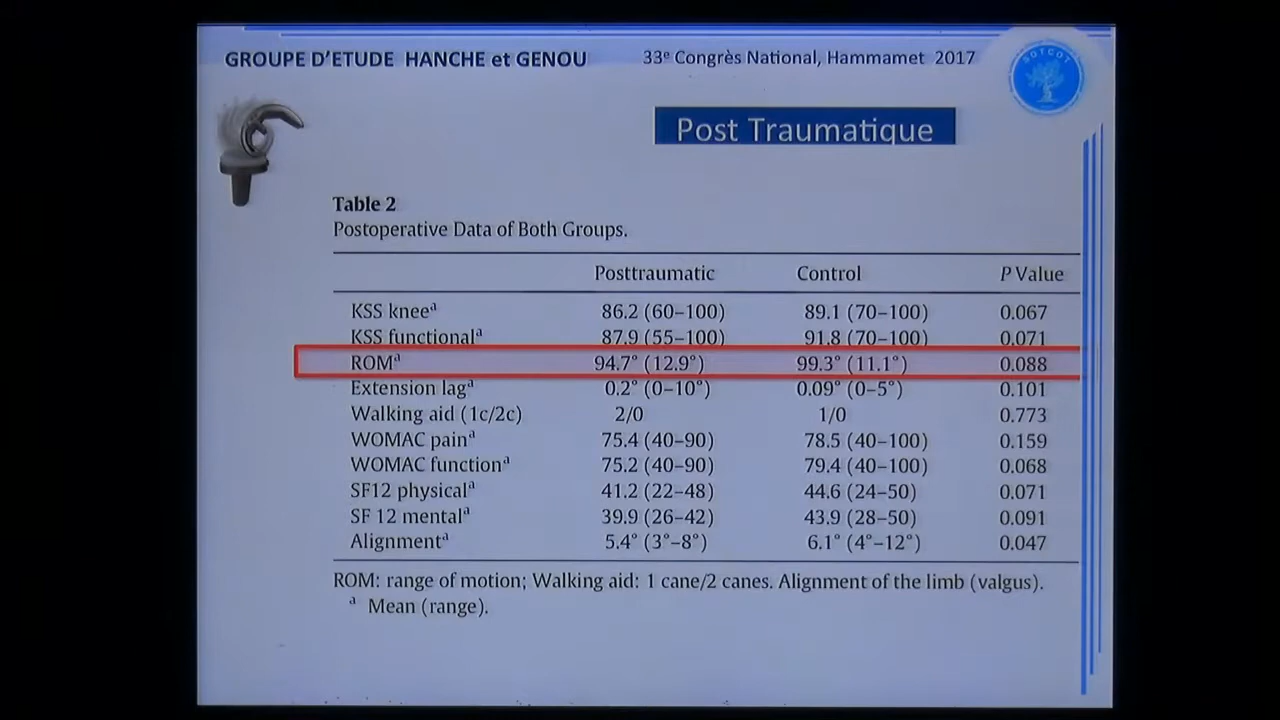 GROUPE D'ETUDE HANCHE et GENOU
33e Congrès National, Hammamet 2017
SOTCOT
Post Traumatique
Table 2
Postoperative Data of Both Groups.
Posttraumatic Control P Value
KSS kneeᵃ 86.2 (60–100) 89.1 (70–100) 0.067
KSS functionalᵃ 87.9 (55–100) 91.8 (70–100) 0.071
ROMᵃ 94.7° (12.9°) 99.3° (11.1°) 0.088
Extension lagᵃ 0.2° (0–10°) 0.09° (0–5°) 0.101
Walking aid (1c/2c) 2/0 1/0 0.773
WOMAC painᵃ 75.4 (40–90) 78.5 (40–100) 0.159
WOMAC functionᵃ 75.2 (40–90) 79.4 (40–100) 0.068
SF12 physicalᵃ 41.2 (22–48) 44.6 (24–50) 0.071
SF 12 mentalᵃ 39.9 (26–42) 43.9 (28–50) 0.091
Alignmentᵃ 5.4° (3°–8°) 6.1° (4°–12°) 0.047
ROM: range of motion; Walking aid: 1 cane/2 canes. Alignment of the limb (valgus).
ᵃ Mean (range).